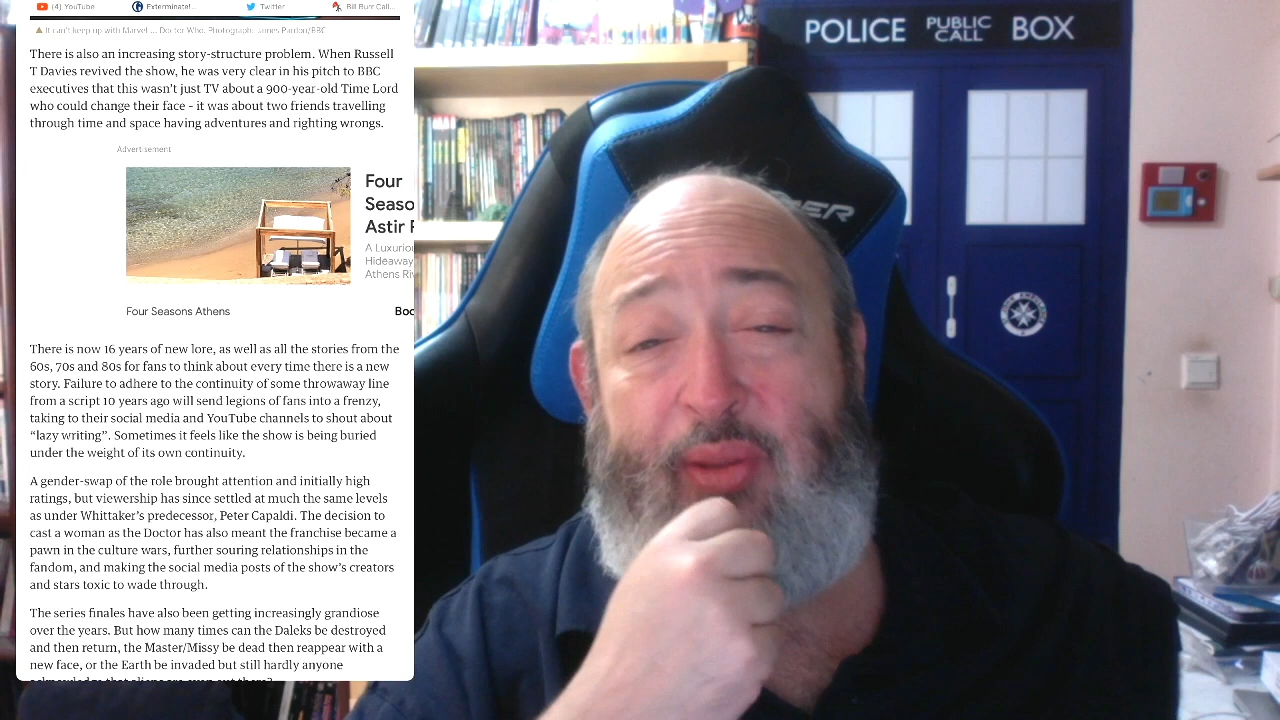 (4) YouTube
Exterminate!...
Twitter
Bill Burr Call...
It can't keep up with Marvel ... Doctor Who. Photograph: James Pardon/BBC
There is also an increasing story-structure problem. When Russell
T Davies revived the show, he was very clear in his pitch to BBC
executives that this wasn't just TV about a 900-year-old Time Lord
who could change their face – it was about two friends travelling
through time and space having adventures and righting wrongs.
Advertisement
Four
Seaso
Astir
A Luxurio
Hideaway
Athens Riv
Four Seasons Athens
Boo
There is now 16 years of new lore, as well as all the stories from the
60s, 70s and 80s for fans to think about every time there is a new
story. Failure to adhere to the continuity of some throwaway line
from a script 10 years ago will send legions of fans into a frenzy,
taking to their social media and YouTube channels to shout about
“lazy writing”. Sometimes it feels like the show is being buried
under the weight of its own continuity.
A gender-swap of the role brought attention and initially high
ratings, but viewership has since settled at much the same levels
as under Whittaker's predecessor, Peter Capaldi. The decision to
cast a woman as the Doctor has also meant the franchise became a
pawn in the culture wars, further souring relationships in the
fandom, and making the social media posts of the show's creators
and stars toxic to wade through.
The series finales have also been getting increasingly grandiose
over the years. But how many times can the Daleks be destroyed
and then return, the Master/Missy be dead then reappear with a
new face, or the Earth be invaded but still hardly anyone
acknowledge that aliens are even out there?
POLICE PUBLIC CALL BOX